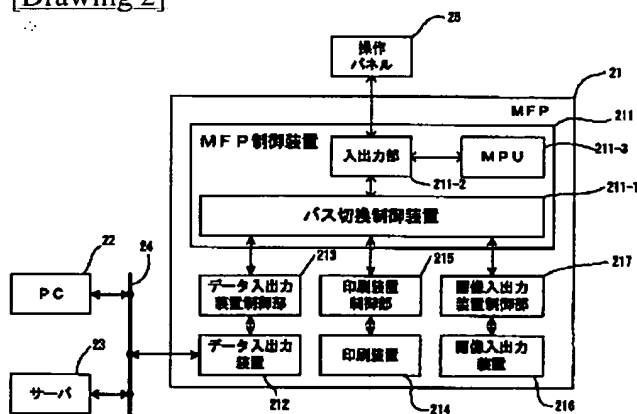 [Drawing 2]
25
操作
パネル
21
MFP
211
MFP制御装置
入出力部
MPU
211-3
211-2
211-1
バス切換制御装置
22
24
213
215
217
PC
データ入出力
装置制御部
印刷装置
制御部
画像入出力
装置制御部
23
サーバ
データ入出力
装置
印刷装置
画像入出力
装置
212
214
216